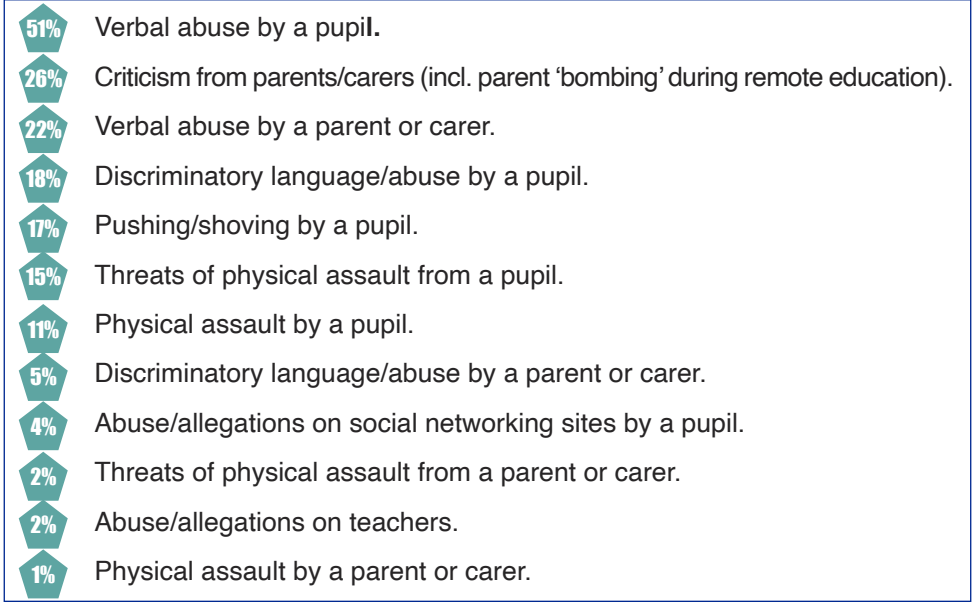 51% Verbal abuse by a pupil.
26% Criticism from parents/carers (incl. parent ‘bombing’ during remote education).
22% Verbal abuse by a parent or carer.
18% Discriminatory language/abuse by a pupil.
17% Pushing/shoving by a pupil.
15% Threats of physical assault from a pupil.
11% Physical assault by a pupil.
5% Discriminatory language/abuse by a parent or carer.
4% Abuse/allegations on social networking sites by a pupil.
2% Threats of physical assault from a parent or carer.
2% Abuse/allegations on teachers.
1% Physical assault by a parent or carer.